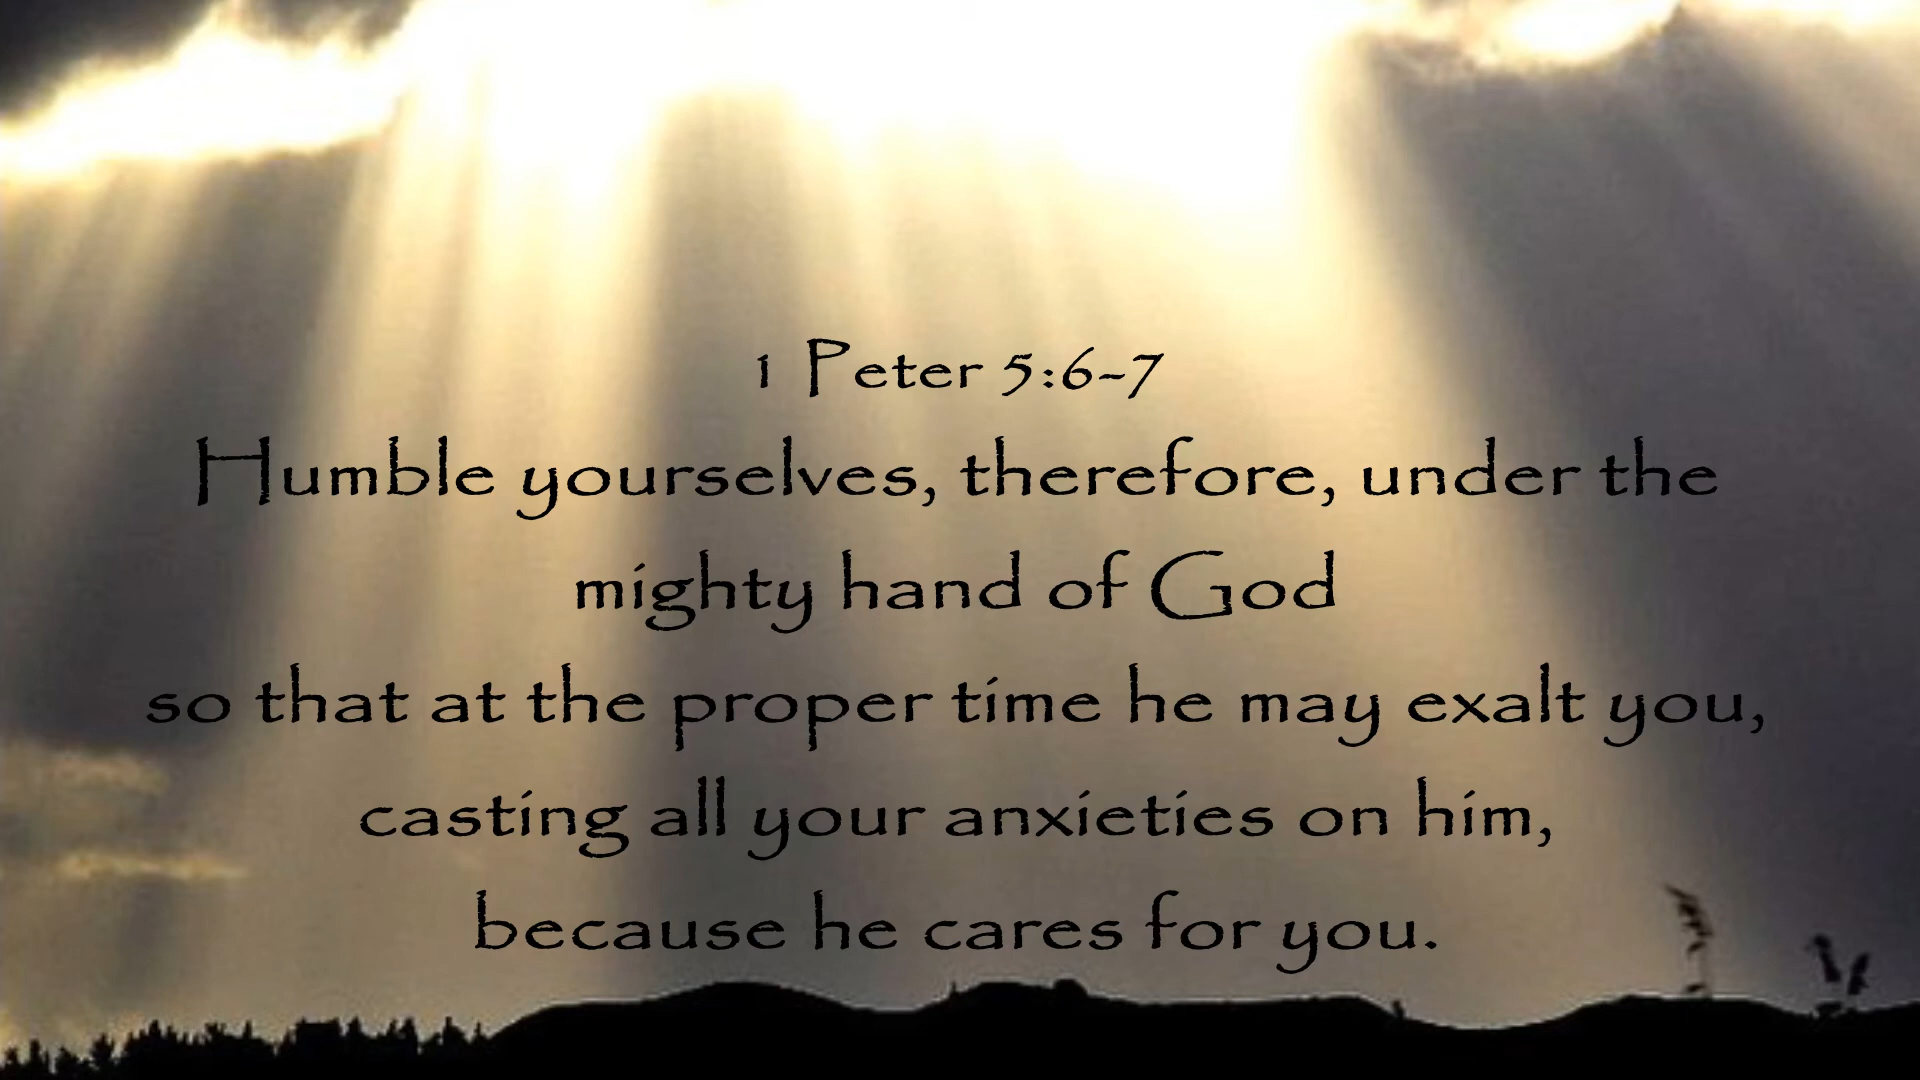 1 Peter 5:6-7
Humble yourselves, therefore, under the
mighty hand of God
so that at the proper time he may exalt you,
casting all your anxieties on him,
because he cares for you.